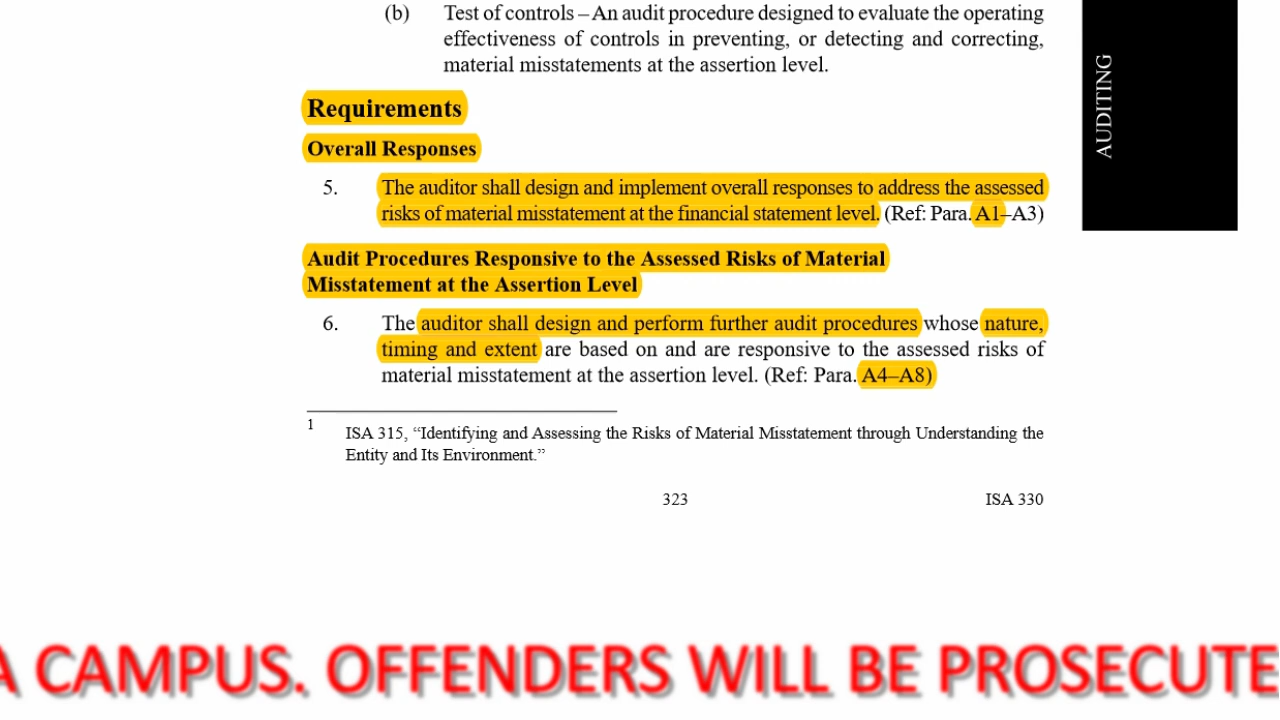 (b) Test of controls – An audit procedure designed to evaluate the operating
effectiveness of controls in preventing, or detecting and correcting,
material misstatements at the assertion level.
AUDITING
Requirements
Overall Responses
5. The auditor shall design and implement overall responses to address the assessed
risks of material misstatement at the financial statement level. (Ref: Para. A1–A3)
Audit Procedures Responsive to the Assessed Risks of Material
Misstatement at the Assertion Level
6. The auditor shall design and perform further audit procedures whose nature,
timing and extent are based on and are responsive to the assessed risks of
material misstatement at the assertion level. (Ref: Para. A4–A8)
1 ISA 315, “Identifying and Assessing the Risks of Material Misstatement through Understanding the
Entity and Its Environment.”
323 ISA 330
A CAMPUS. OFFENDERS WILL BE PROSECUTE